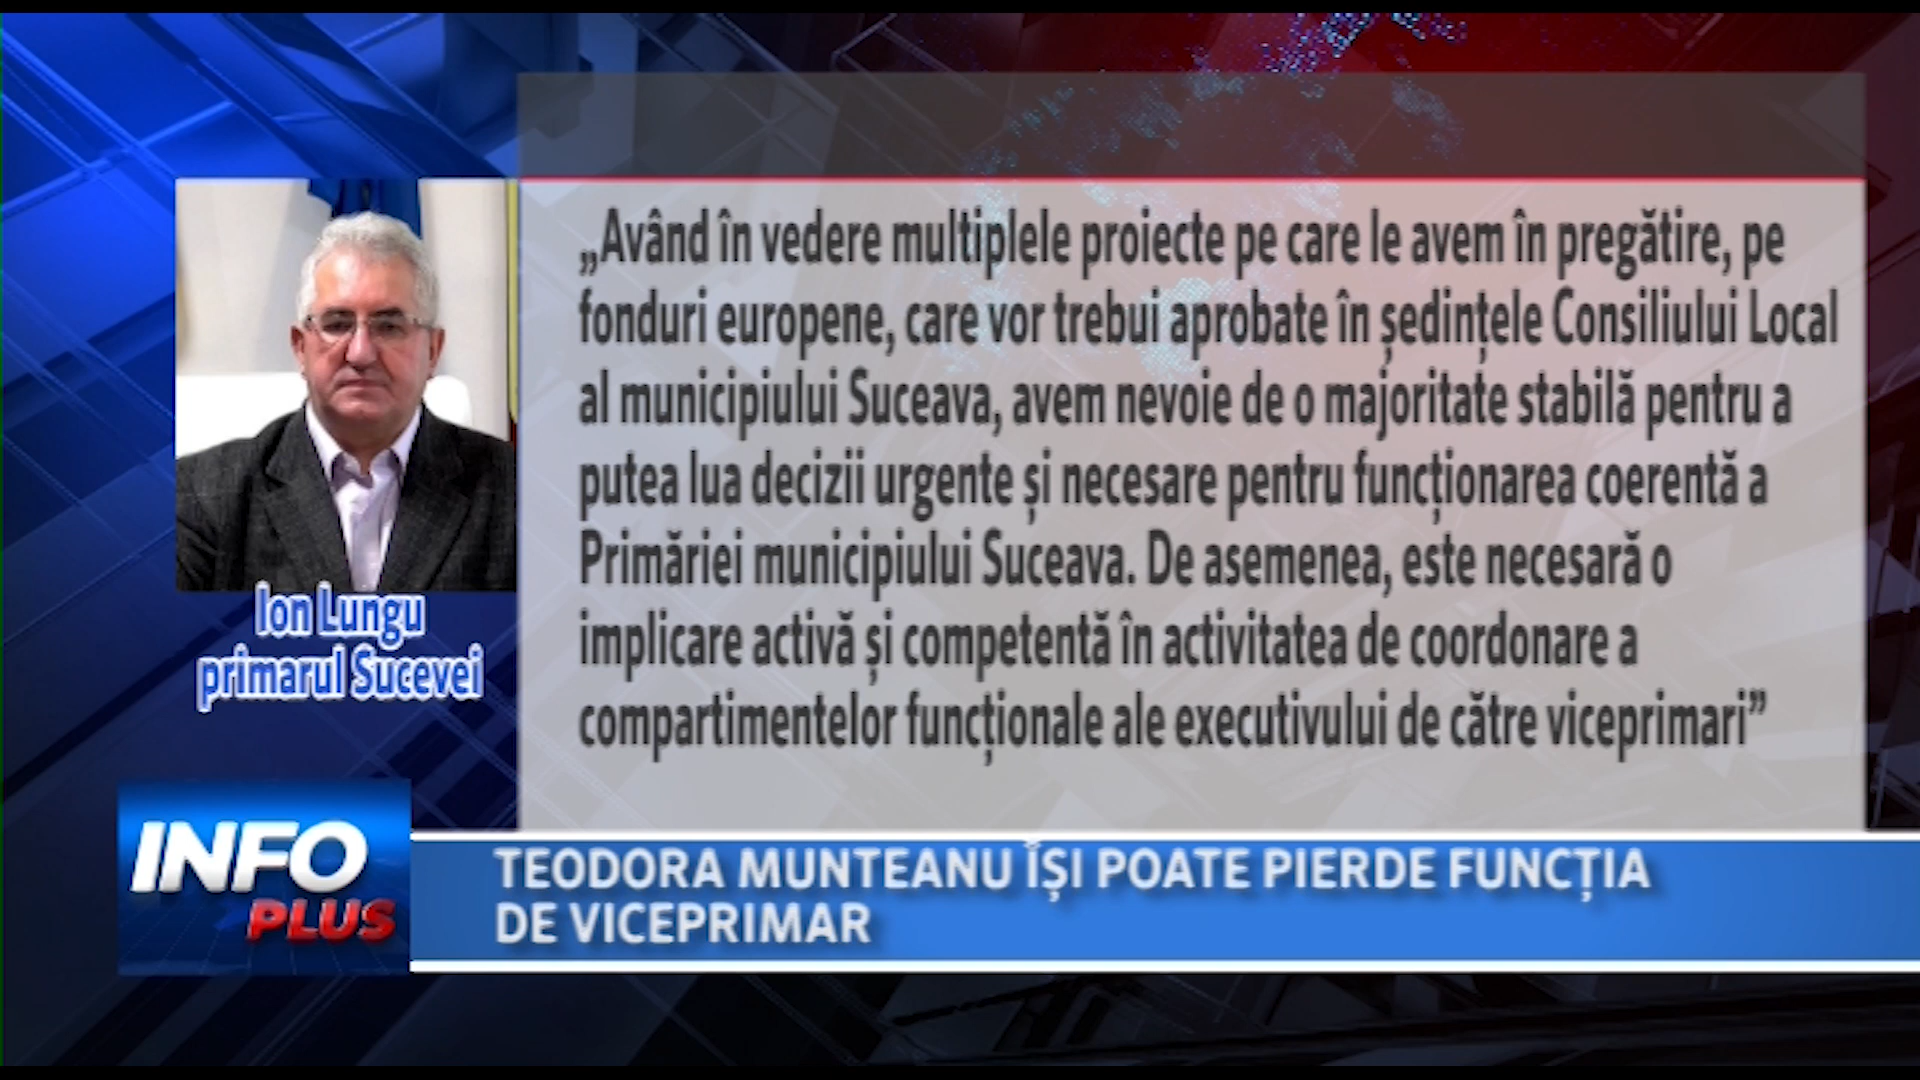 „Având în vedere multiplele proiecte pe care le avem în pregătire, pe
fonduri europene, care vor trebui aprobate în ședințele Consiliului Local
al municipiului Suceava, avem nevoie de o majoritate stabilă pentru a
putea lua decizii urgente și necesare pentru funcționarea coerentă a
Primăriei municipiului Suceava. De asemenea, este necesară o
implicare activă și competentă în activitatea de coordonare a
compartimentelor funcționale ale executivului de către viceprimari”
Ion Lungu
primarul Sucevei
INFO
PLUS
TEODORA MUNTEANU ÎȘI POATE PIERDE FUNCȚIA
DE VICEPRIMAR